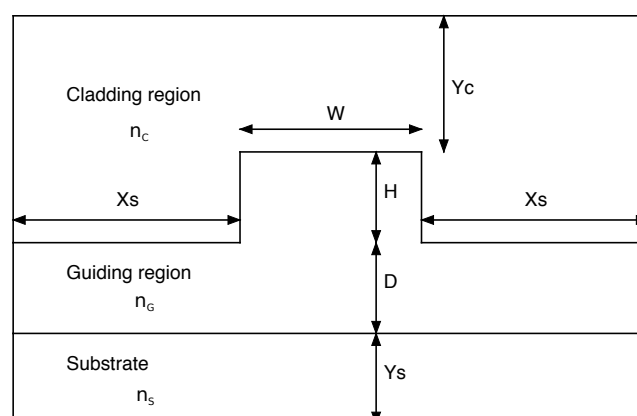 Yc
Cladding region
W
n_C
Xs
H
Xs
Guiding region
D
n_G
Substrate
Ys
n_S